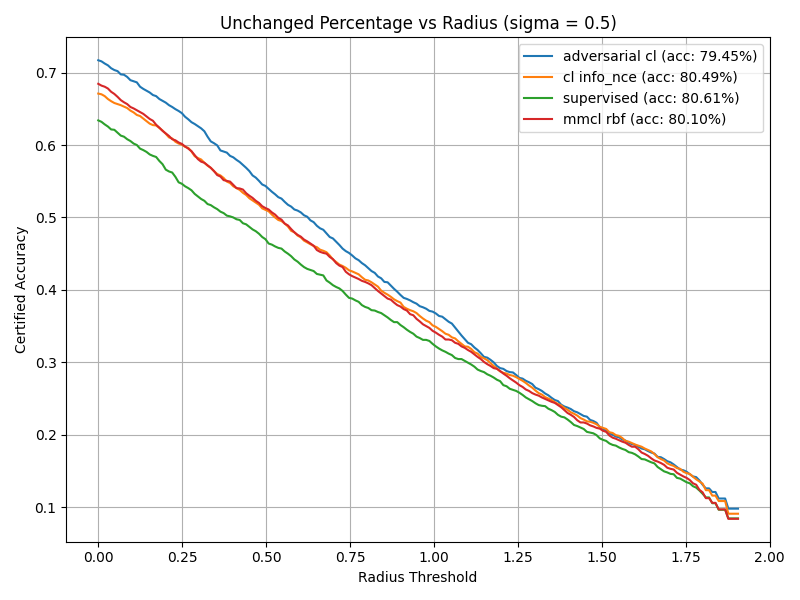 Unchanged Percentage vs Radius (sigma = 0.5)
adversarial cl (acc: 79.45%)
cl info_nce (acc: 80.49%)
supervised (acc: 80.61%)
mmcl rbf (acc: 80.10%)
Certified Accuracy
0.7
0.6
0.5
0.4
0.3
0.2
0.1
0.00 0.25 0.50 0.75 1.00 1.25 1.50 1.75 2.00
Radius Threshold